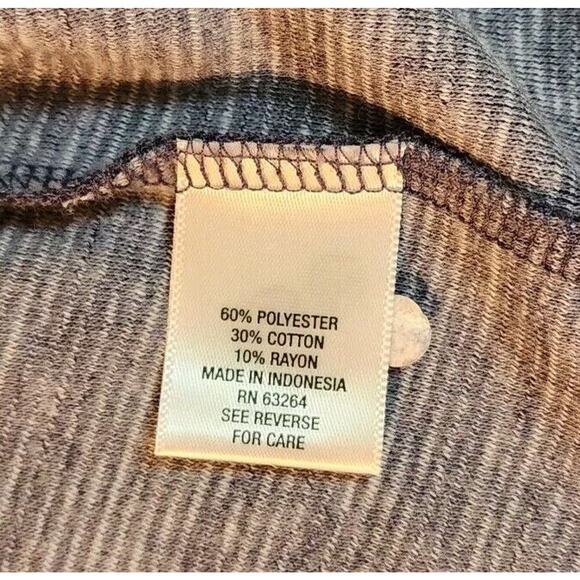 60% POLYESTER
30% COTTON
10% RAYON
MADE IN INDONESIA
RN 63264
SEE REVERSE
FOR CARE